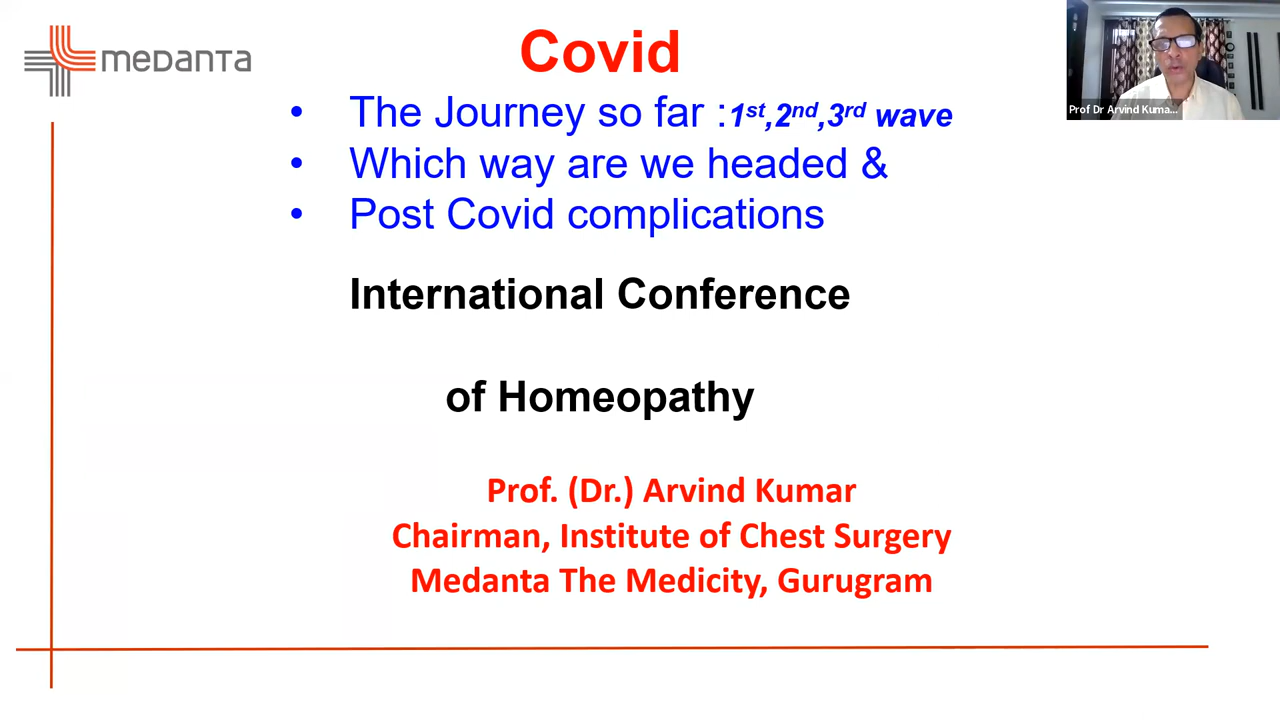 medanta
Covid
• The Journey so far :1st,2nd,3rd wave
• Which way are we headed &
• Post Covid complications
International Conference
of Homeopathy
Prof. (Dr.) Arvind Kumar
Chairman, Institute of Chest Surgery
Medanta The Medicity, Gurugram
Prof Dr Arvind Kuma...